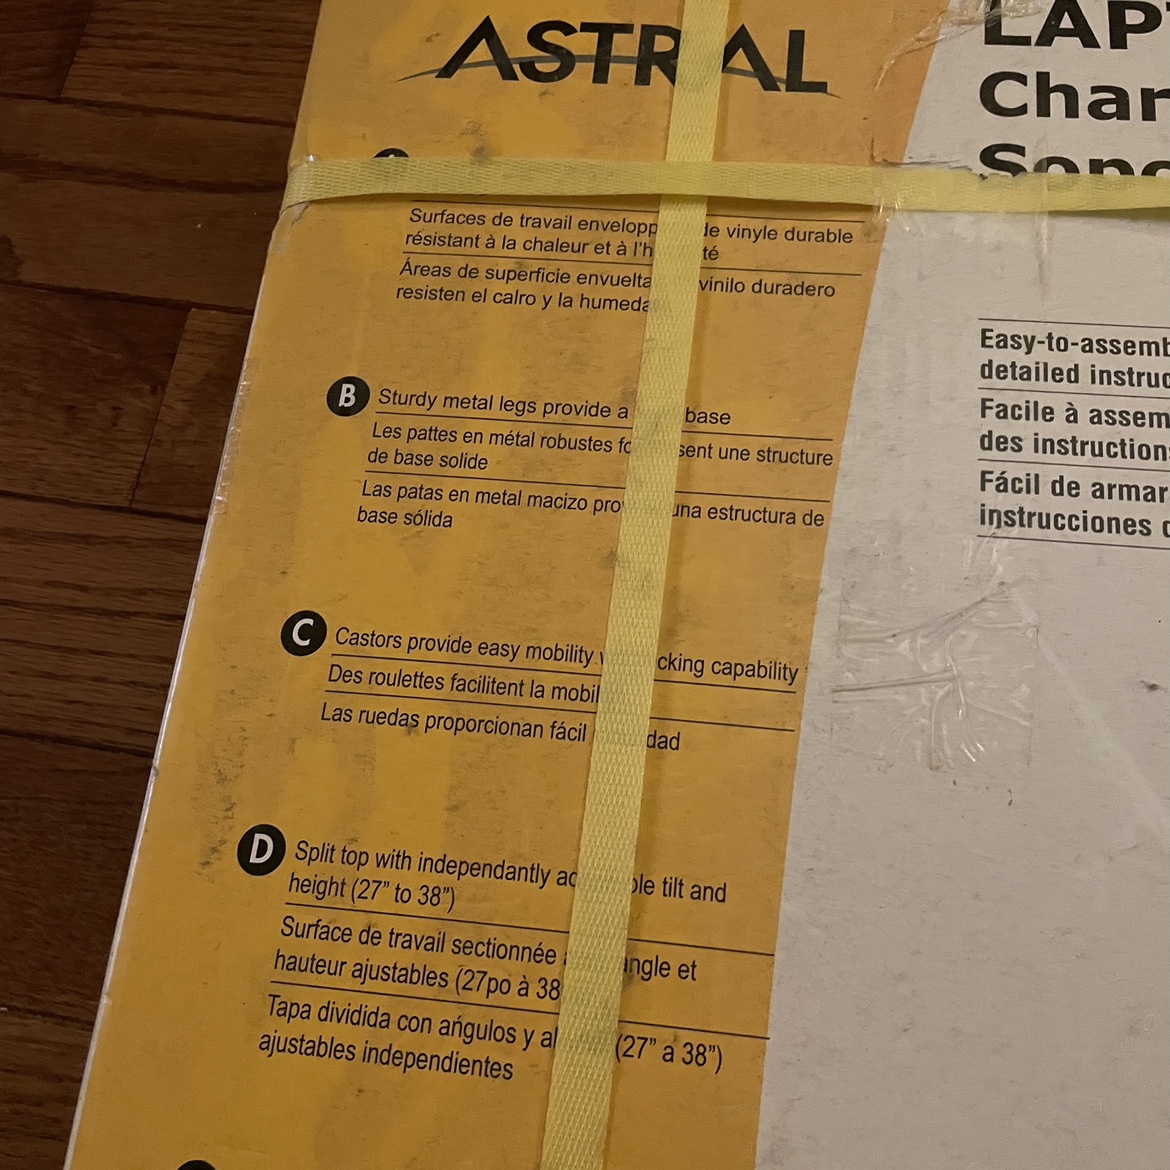 ASTRAL
LAP
Char
Surfaces de travail envelopp de vinyle durable
résistant à la chaleur et à l'h té
Áreas de superficie envuelta vinilo duradero
resisten el calro y la humeda
B Sturdy metal legs provide a base
Les pattes en métal robustes fo sent une structure
de base solide
Las patas en metal macizo pro una estructura de
base sólida
C Castors provide easy mobility cking capability
Des roulettes facilitent la mobil
Las ruedas proporcionan fácil dad
D Split top with independantly ad ble tilt and
height (27” to 38”)
Surface de travail sectionnée angle et
hauteur ajustables (27po à 38
Tapa dividida con ańgulos y al (27” a 38”)
ajustables independientes
Easy-to-assemb
detailed instruc
Facile à assem
des instructions
Fácil de armar
instrucciones